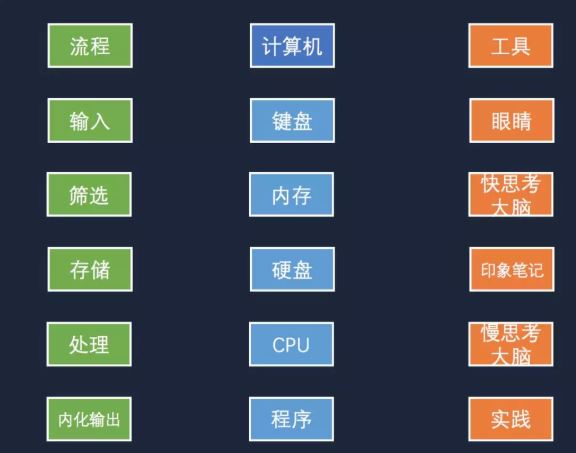 流程
计算机
工具
输入
键盘
眼睛
筛选
内存
快思考
大脑
存储
硬盘
印象笔记
处理
CPU
慢思考
大脑
内化输出
程序
实践